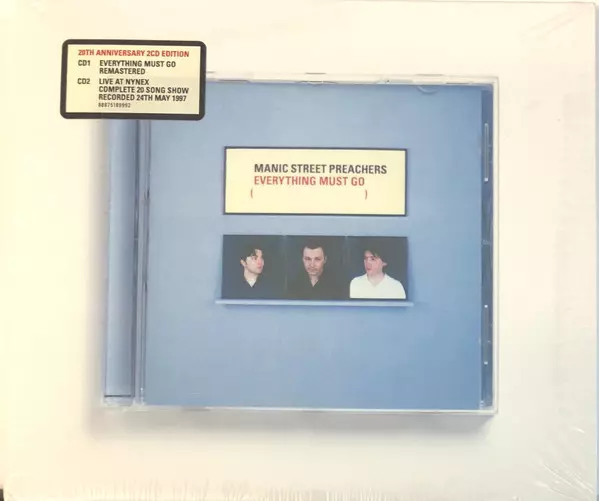 20TH ANNIVERSARY 2CD EDITION
CD1 EVERYTHING MUST GO
REMASTERED
CD2 LIVE AT NYNEX
COMPLETE 20 SONG SHOW
RECORDED 24TH MAY 1997
MANIC STREET PREACHERS
EVERYTHING MUST GO
( )